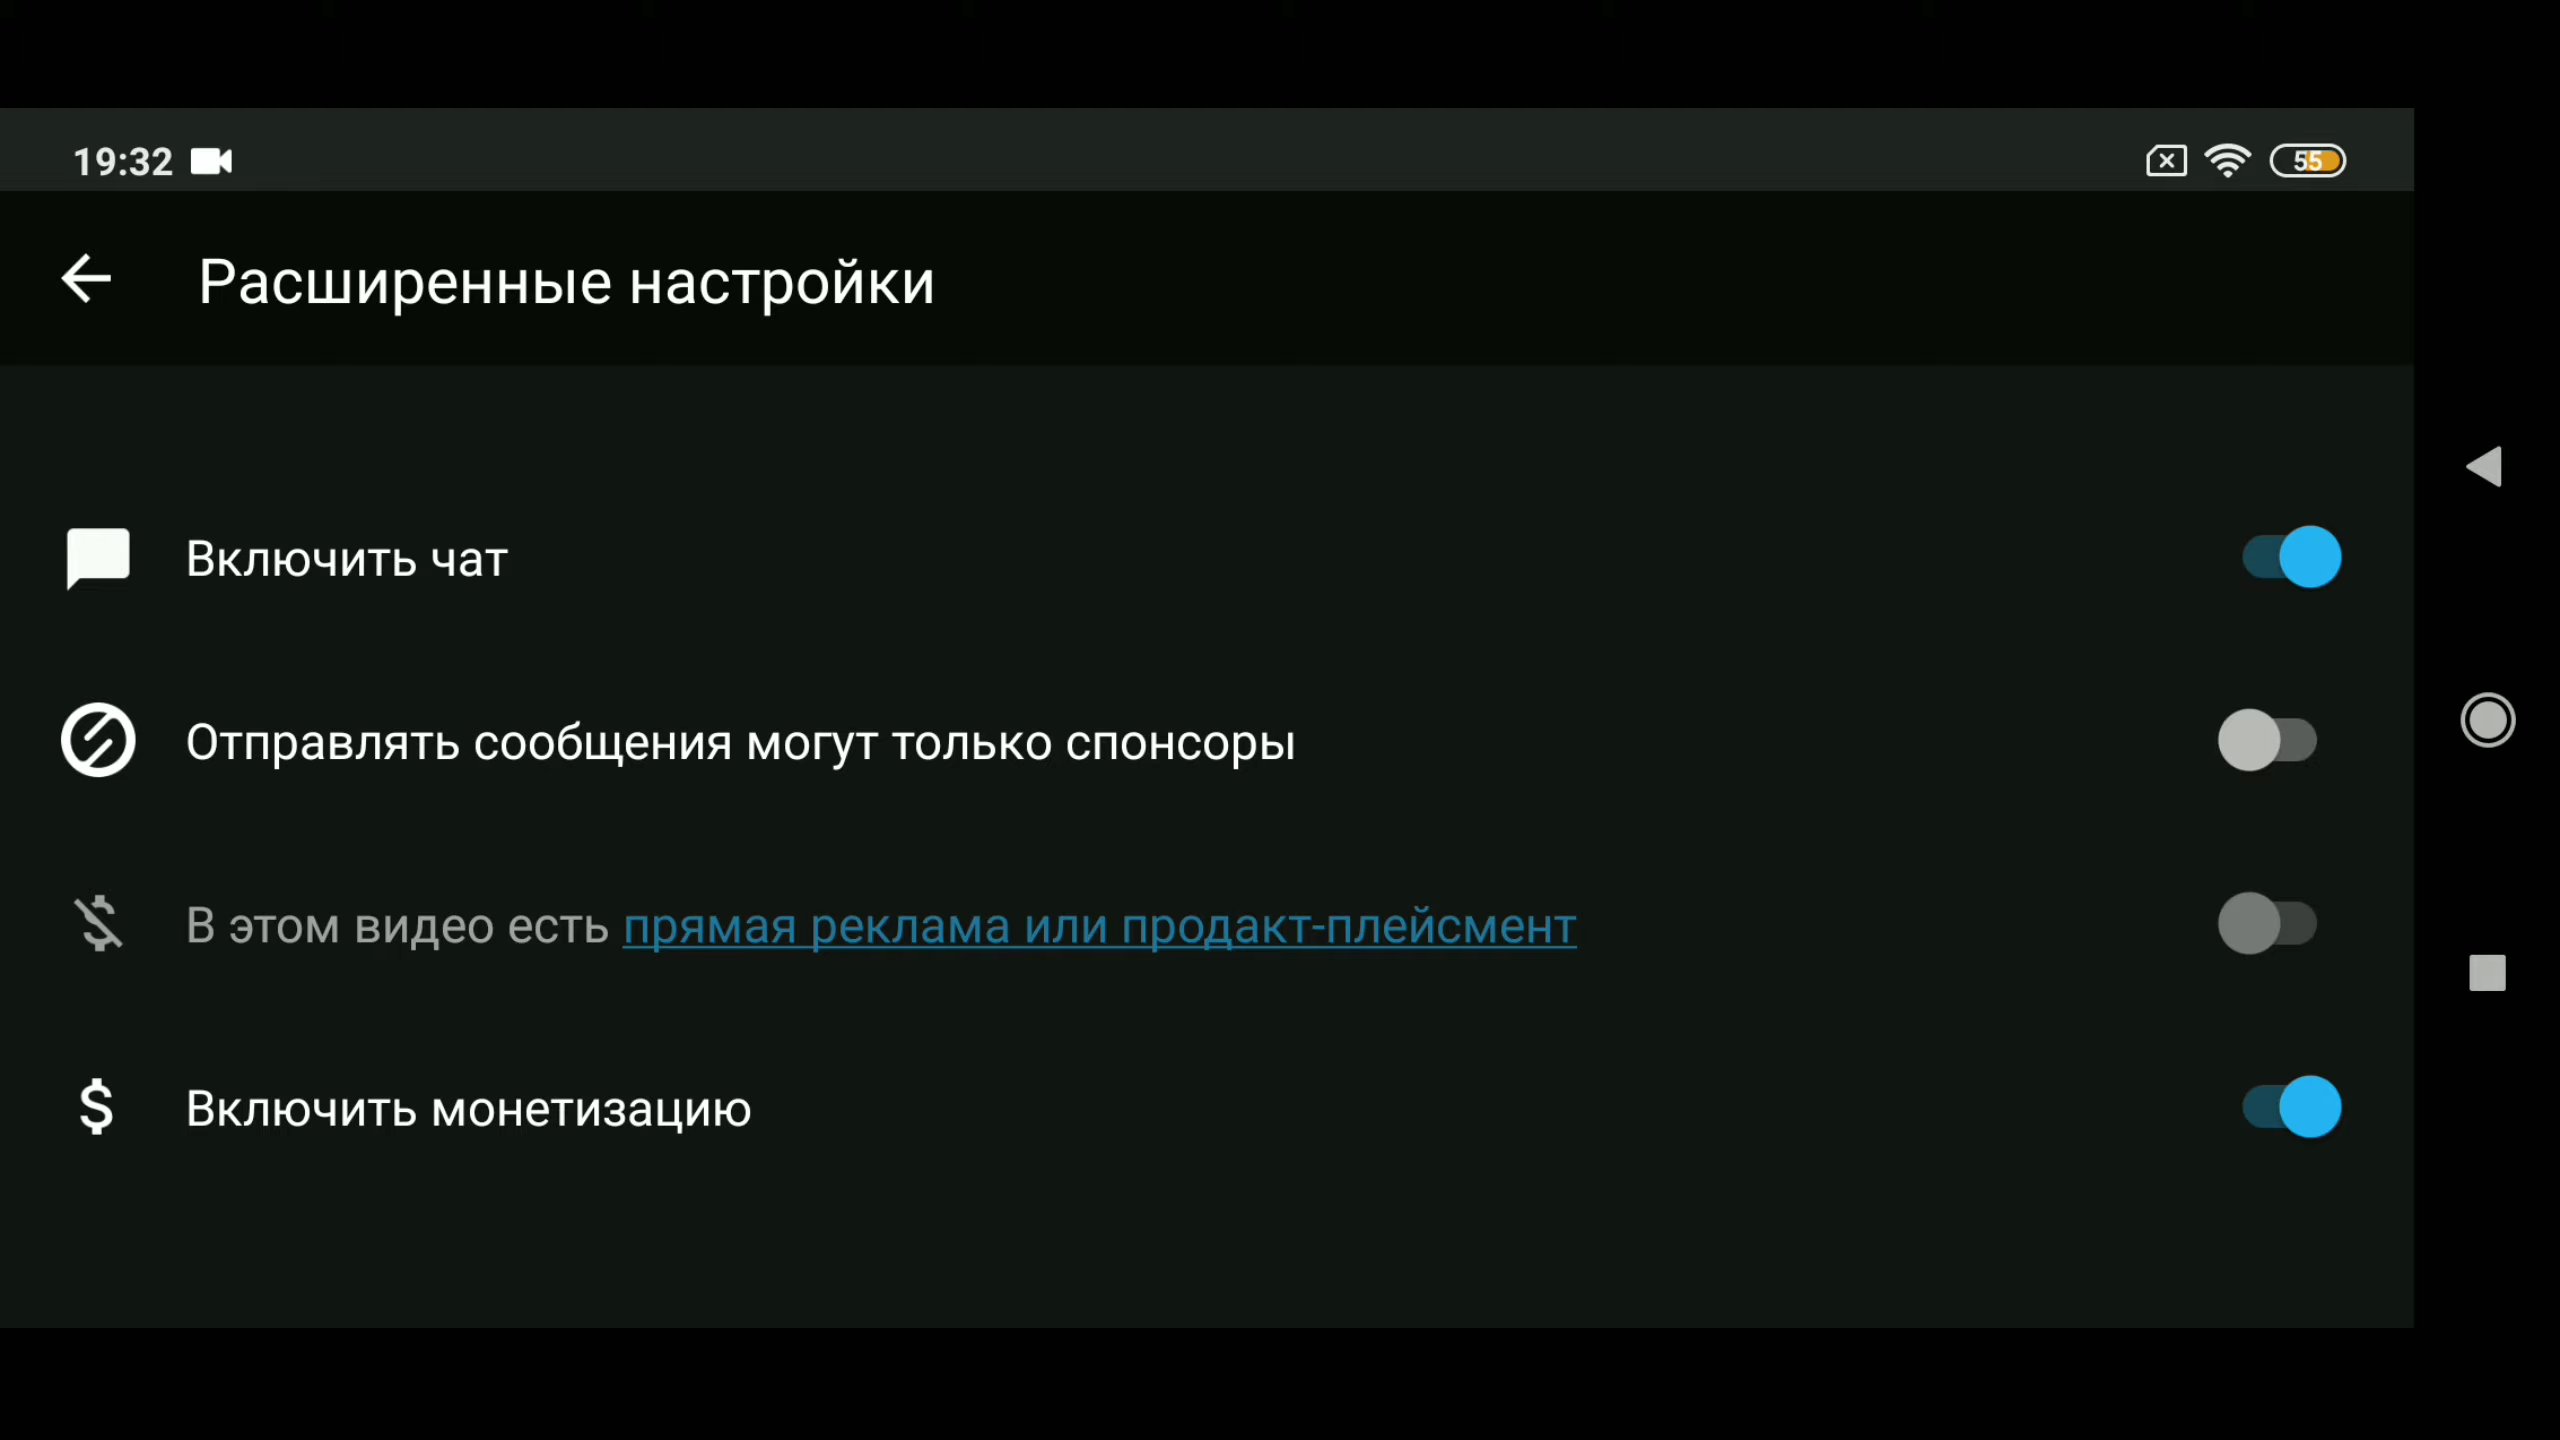 19:32
55
Расширенные настройки
Включить чат
Отправлять сообщения могут только спонсоры
В этом видео есть прямая реклама или продакт-плейсмент
Включить монетизацию